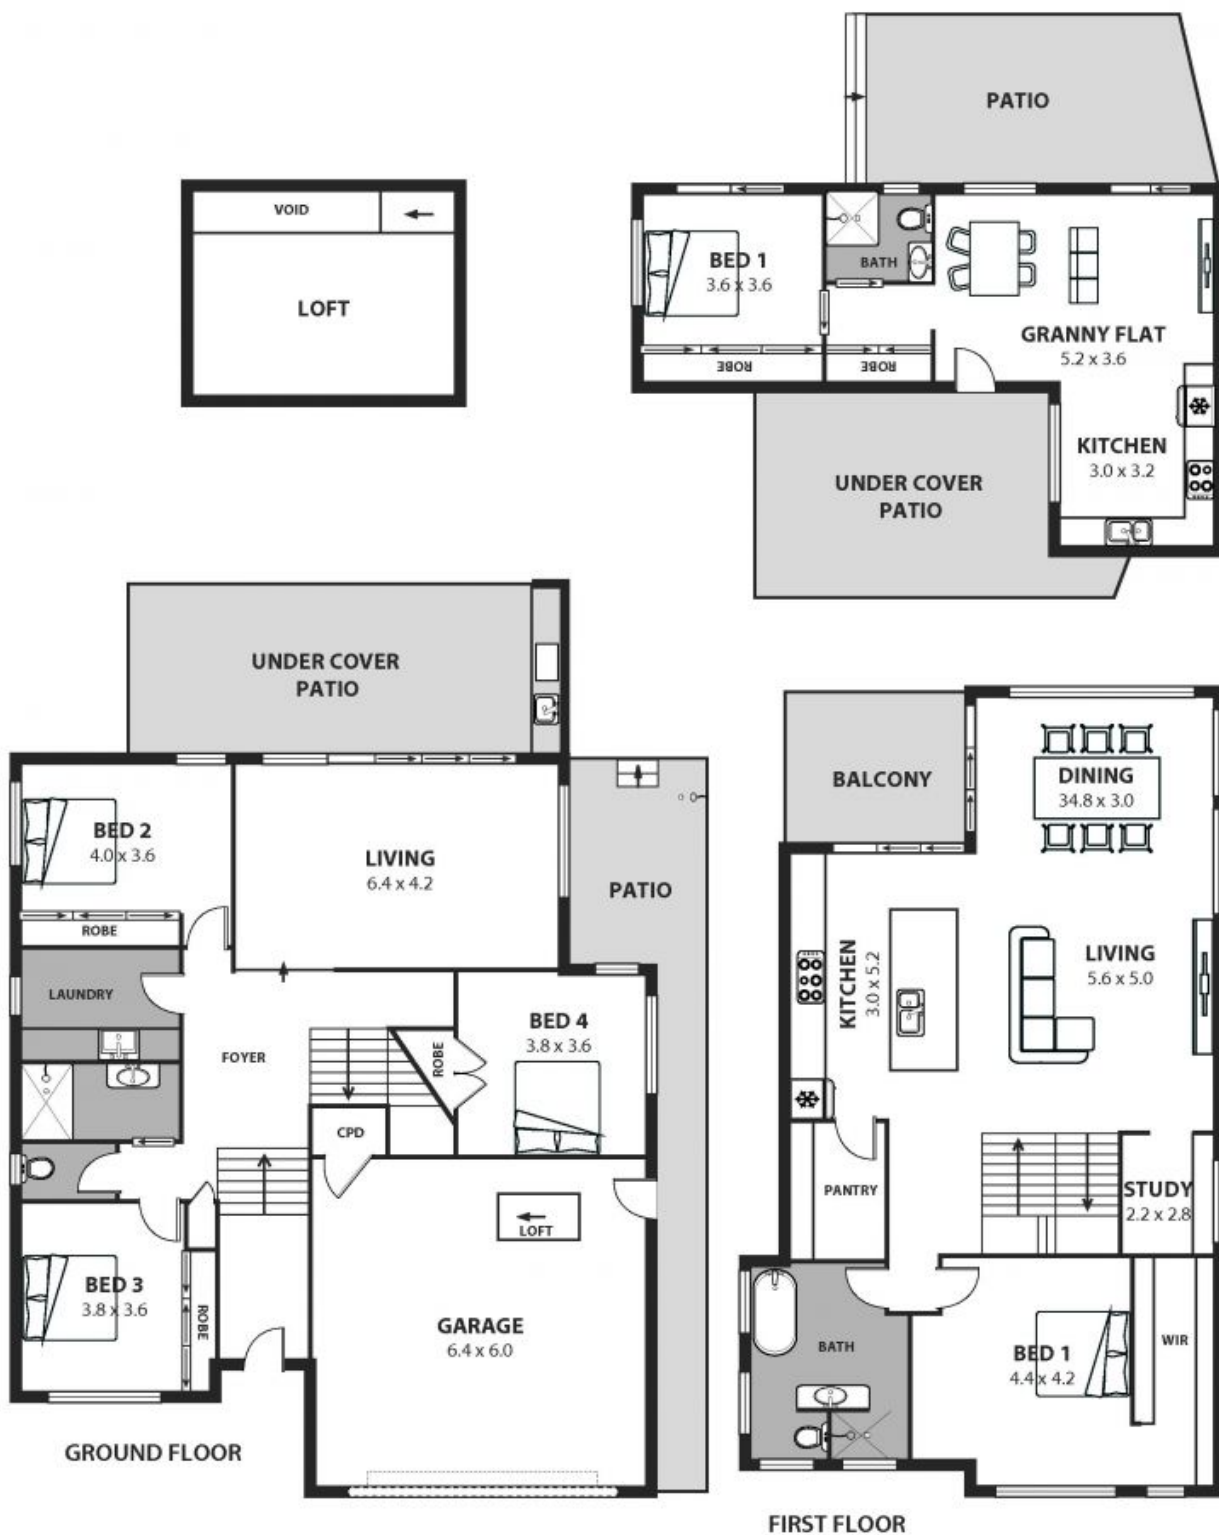 PATIO
VOID
LOFT
BED 1
3.6 x 3.6
BATH
GRANNY FLAT
5.2 x 3.6
ROBE
ROBE
KITCHEN
3.0 x 3.2
UNDER COVER
PATIO
UNDER COVER
PATIO
BED 2
4.0 x 3.6
ROBE
LIVING
6.4 x 4.2
PATIO
LAUNDRY
FOYER
BED 4
3.8 x 3.6
ROBE
CPD
LOFT
BED 3
3.8 x 3.6
ROBE
GARAGE
6.4 x 6.0
GROUND FLOOR
BALCONY
DINING
34.8 x 3.0
KITCHEN
3.0 x 5.2
LIVING
5.6 x 5.0
PANTRY
STUDY
2.2 x 2.8
BATH
BED 1
4.4 x 4.2
WIR
FIRST FLOOR